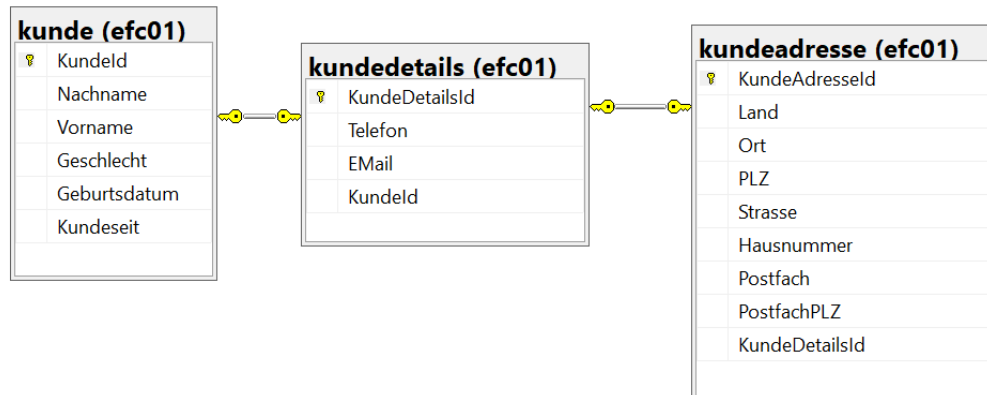 kunde (efc01)
KundeId
Nachname
Vorname
Geschlecht
Geburtsdatum
Kundeseit
kundedetails (efc01)
KundeDetailsId
Telefon
EMail
KundeId
kundeadresse (efc01)
KundeAdresseId
Land
Ort
PLZ
Strasse
Hausnummer
Postfach
PostfachPLZ
KundeDetailsId